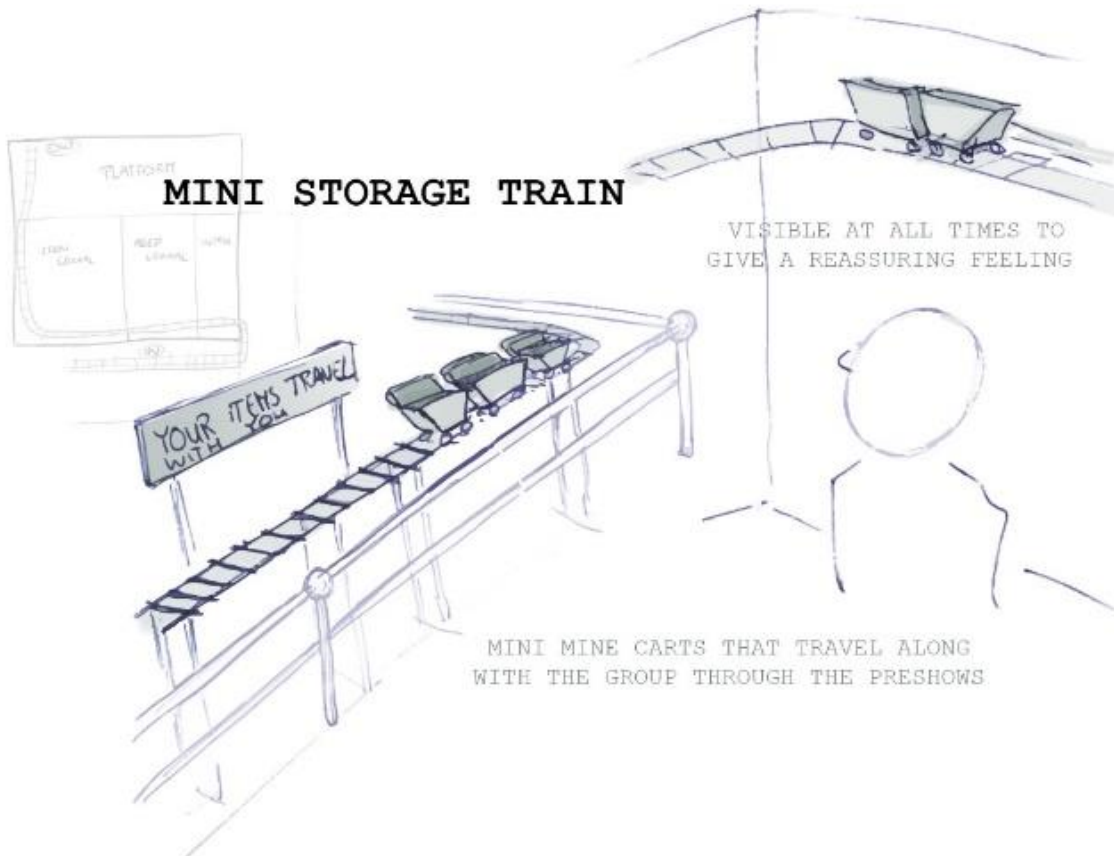 PLATFORM
MINI STORAGE TRAIN
VISIBLE AT ALL TIMES TO
GIVE A REASSURING FEELING
YOUR ITEMS TRAVEL
WITH YOU
MINI MINE CARTS THAT TRAVEL ALONG
WITH THE GROUP THROUGH THE PRESHOWS